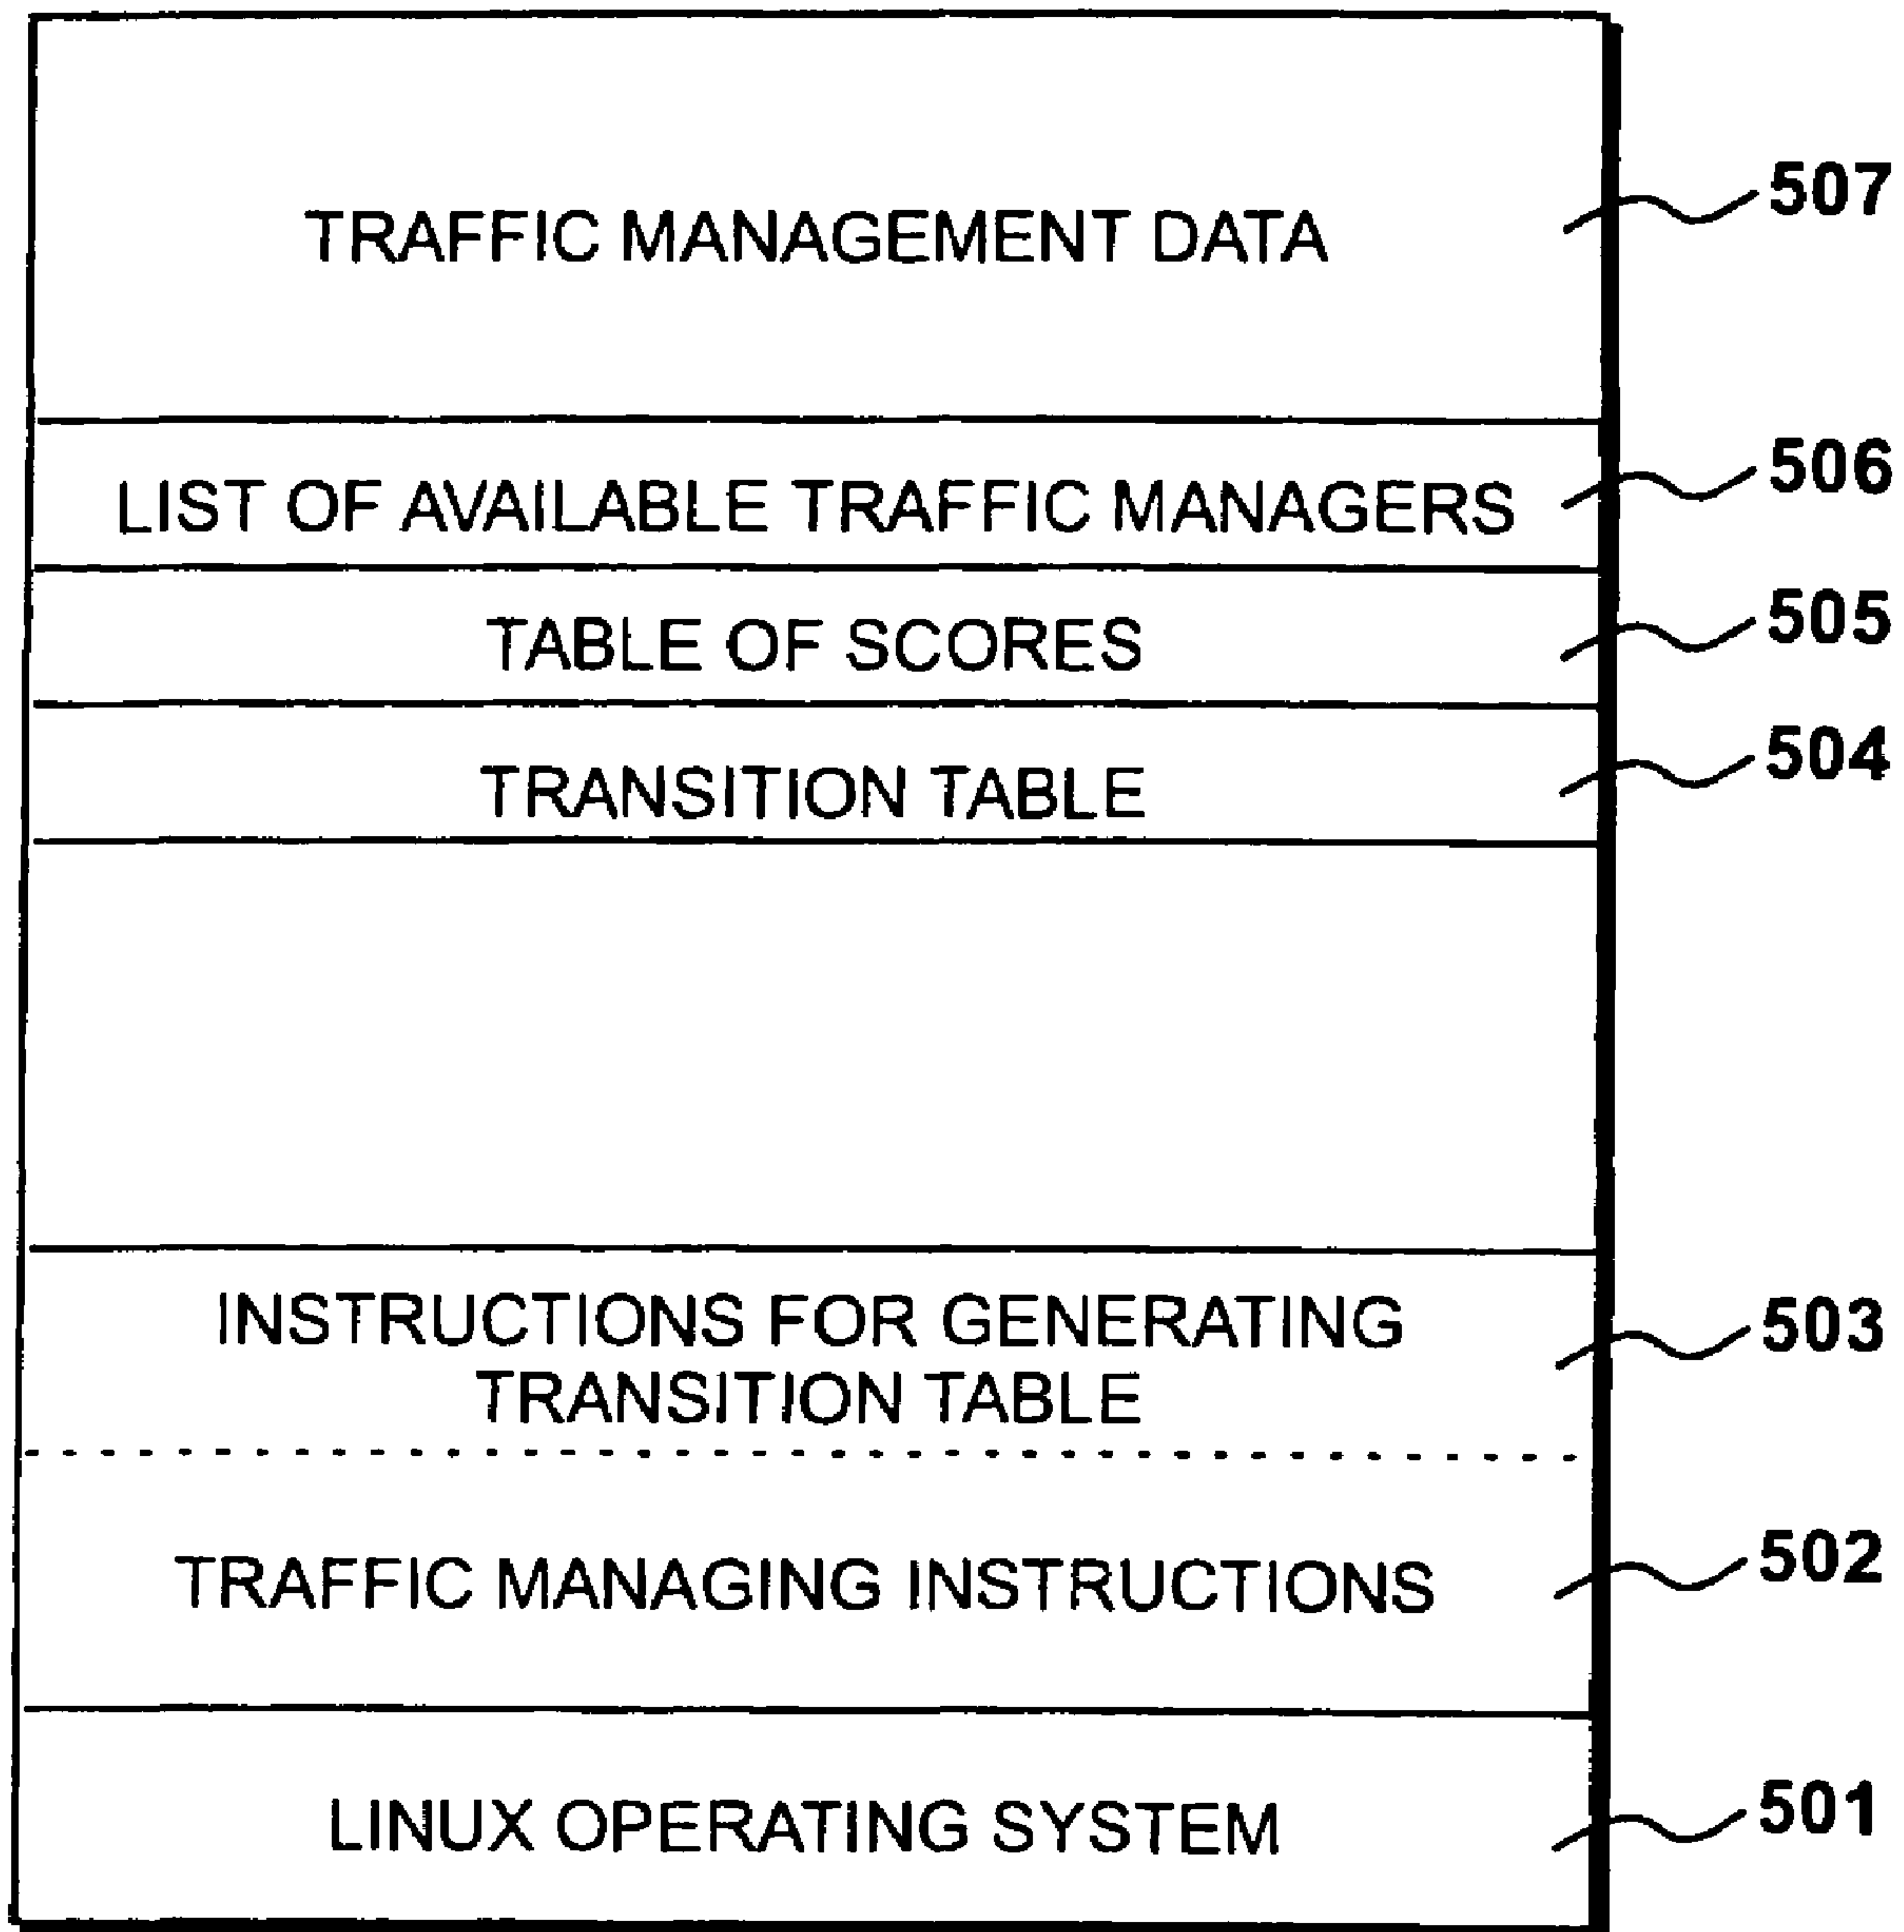 TRAFFIC MANAGEMENT DATA 507
LIST OF AVAILABLE TRAFFIC MANAGERS 506
TABLE OF SCORES 505
TRANSITION TABLE 504
INSTRUCTIONS FOR GENERATING 503
TRANSITION TABLE
TRAFFIC MANAGING INSTRUCTIONS 502
LINUX OPERATING SYSTEM 501